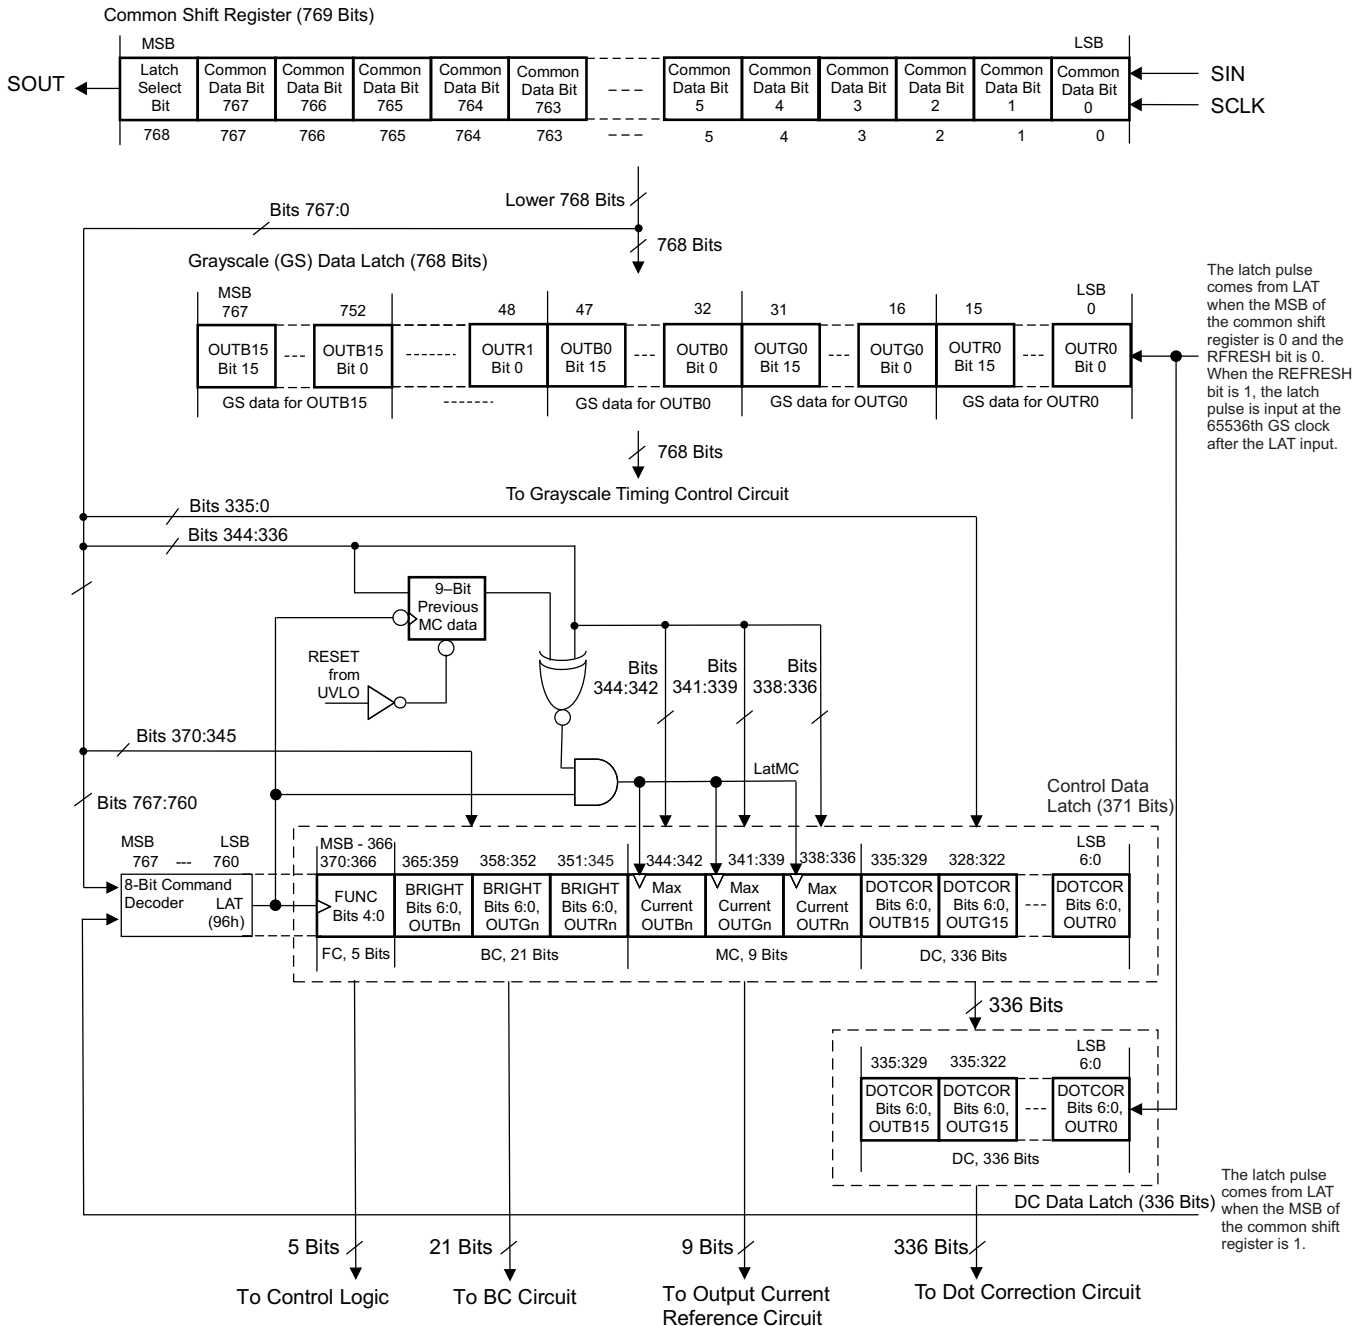 Common Shift Register (769 Bits)
MSB
LSB
SOUT
Latch Select Bit
Common Data Bit 767
Common Data Bit 766
Common Data Bit 765
Common Data Bit 764
Common Data Bit 763
Common Data Bit 5
Common Data Bit 4
Common Data Bit 3
Common Data Bit 2
Common Data Bit 1
Common Data Bit 0
SIN
SCLK
768 767 766 765 764 763 5 4 3 2 1 0
Lower 768 Bits
Bits 767:0
768 Bits
Grayscale (GS) Data Latch (768 Bits)
MSB
LSB
767 752 48 47 32 31 16 15 0
OUTB15 Bit 15
OUTB15 Bit 0
OUTR1 Bit 0
OUTB0 Bit 15
OUTB0 Bit 0
OUTG0 Bit 15
OUTG0 Bit 0
OUTR0 Bit 15
OUTR0 Bit 0
GS data for OUTB15
GS data for OUTB0
GS data for OUTG0
GS data for OUTR0
The latch pulse
comes from LAT
when the MSB of
the common shift
register is 0 and the
RFRESH bit is 0.
When the REFRESH
bit is 1, the latch
pulse is input at the
65536th GS clock
after the LAT input.
768 Bits
To Grayscale Timing Control Circuit
Bits 335:0
Bits 344:336
9–Bit
Previous
MC data
RESET
from
UVLO
Bits 344:342
Bits 341:339
Bits 338:336
Bits 370:345
LatMC
Bits 767:760
Control Data
Latch (371 Bits)
MSB LSB
767 --- 760
8-Bit Command
Decoder
LAT
(96h)
MSB - 366
LSB
370:366 365:359 358:352 351:345 344:342 341:339 338:336 335:329 328:322 6:0
FUNC Bits 4:0
BRIGHT Bits 6:0, OUTBn
BRIGHT Bits 6:0, OUTGn
BRIGHT Bits 6:0, OUTRn
Max Current OUTBn
Max Current OUTGn
Max Current OUTRn
DOTCOR Bits 6:0, OUTB15
DOTCOR Bits 6:0, OUTG15
DOTCOR Bits 6:0, OUTR0
FC, 5 Bits
BC, 21 Bits
MC, 9 Bits
DC, 336 Bits
336 Bits
LSB
335:329 335:322 6:0
DOTCOR Bits 6:0, OUTB15
DOTCOR Bits 6:0, OUTG15
DOTCOR Bits 6:0, OUTR0
DC, 336 Bits
DC Data Latch (336 Bits)
The latch pulse
comes from LAT
when the MSB of
the common shift
register is 1.
5 Bits
21 Bits
9 Bits
336 Bits
To Control Logic
To BC Circuit
To Output Current
Reference Circuit
To Dot Correction Circuit